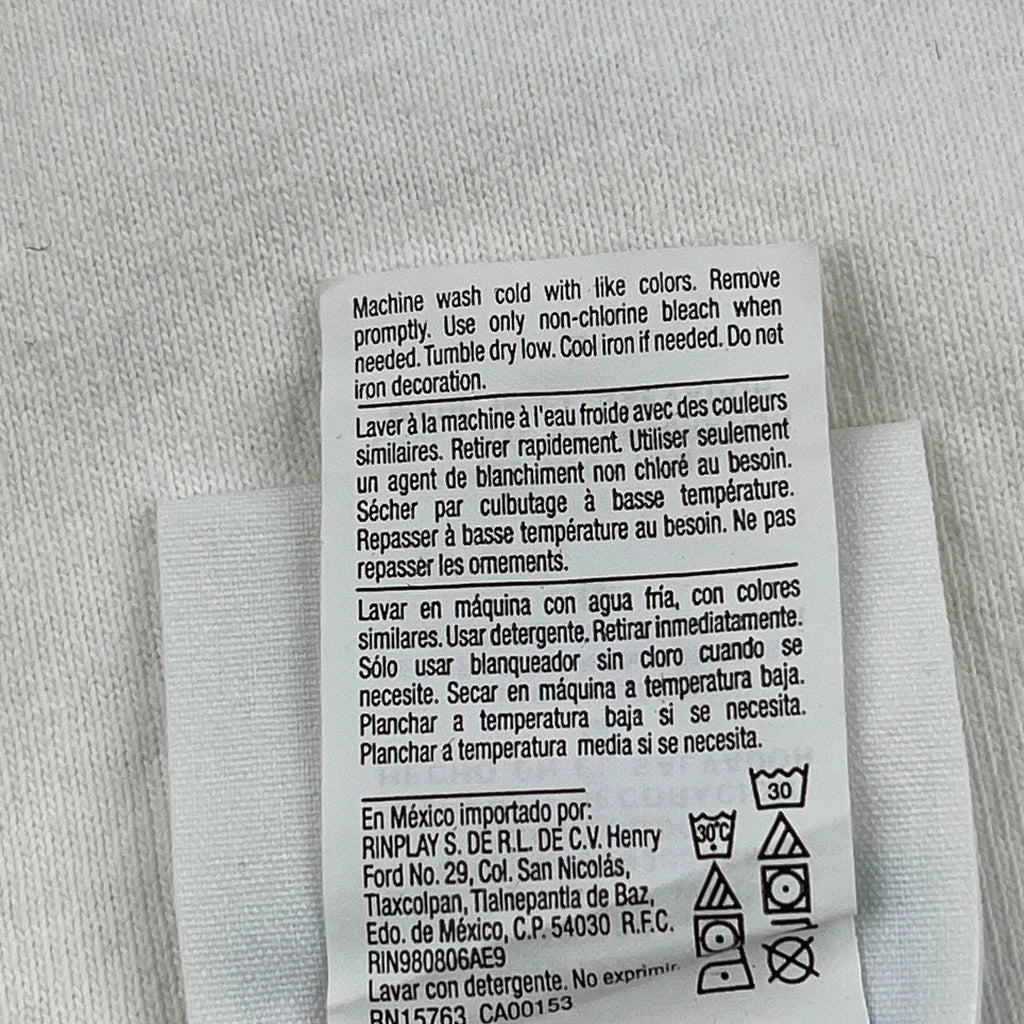 Machine wash cold with like colors. Remove
promptly. Use only non-chlorine bleach when
needed. Tumble dry low. Cool iron if needed. Do not
iron decoration.
Laver à la machine à l'eau froide avec des couleurs
similaires. Retirer rapidement. Utiliser seulement
un agent de blanchiment non chloré au besoin.
Sécher par culbutage à basse température.
Repasser à basse température au besoin. Ne pas
repasser les ornements.
Lavar en máquina con agua fría, con colores
similares. Usar detergente. Retirar inmediatamente.
Sólo usar blanqueador sin cloro cuando se
necesite. Secar en máquina a temperatura baja.
Planchar a temperatura baja si se necesita.
Planchar a temperatura media si se necesita.
En México importado por:
RINPLAY S. DE R.L. DE C.V. Henry
Ford No. 29, Col. San Nicolás,
Tlaxcolpan, Tlalnepantla de Baz,
Edo. de México, C.P. 54030 R.F.C.
RIN980806AE9
Lavar con detergente. No exprimir.
RN15763 CA00153
30
30°C